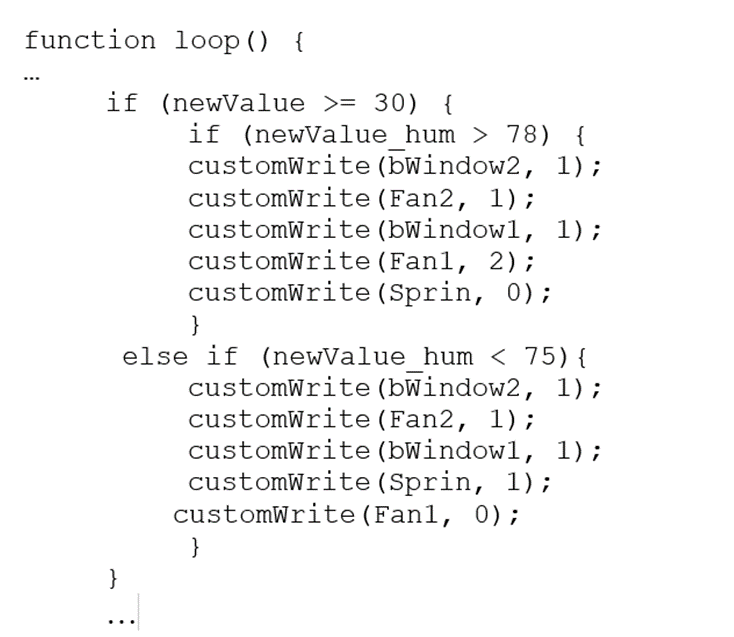 function loop() {
…
if (newValue >= 30) {
if (newValue_hum > 78) {
customWrite(bWindow2, 1);
customWrite(Fan2, 1);
customWrite(bWindow1, 1);
customWrite(Fan1, 2);
customWrite(Sprin, 0);
}
else if (newValue_hum < 75){
customWrite(bWindow2, 1);
customWrite(Fan2, 1);
customWrite(bWindow1, 1);
customWrite(Sprin, 1);
customWrite(Fan1, 0);
}
}
...